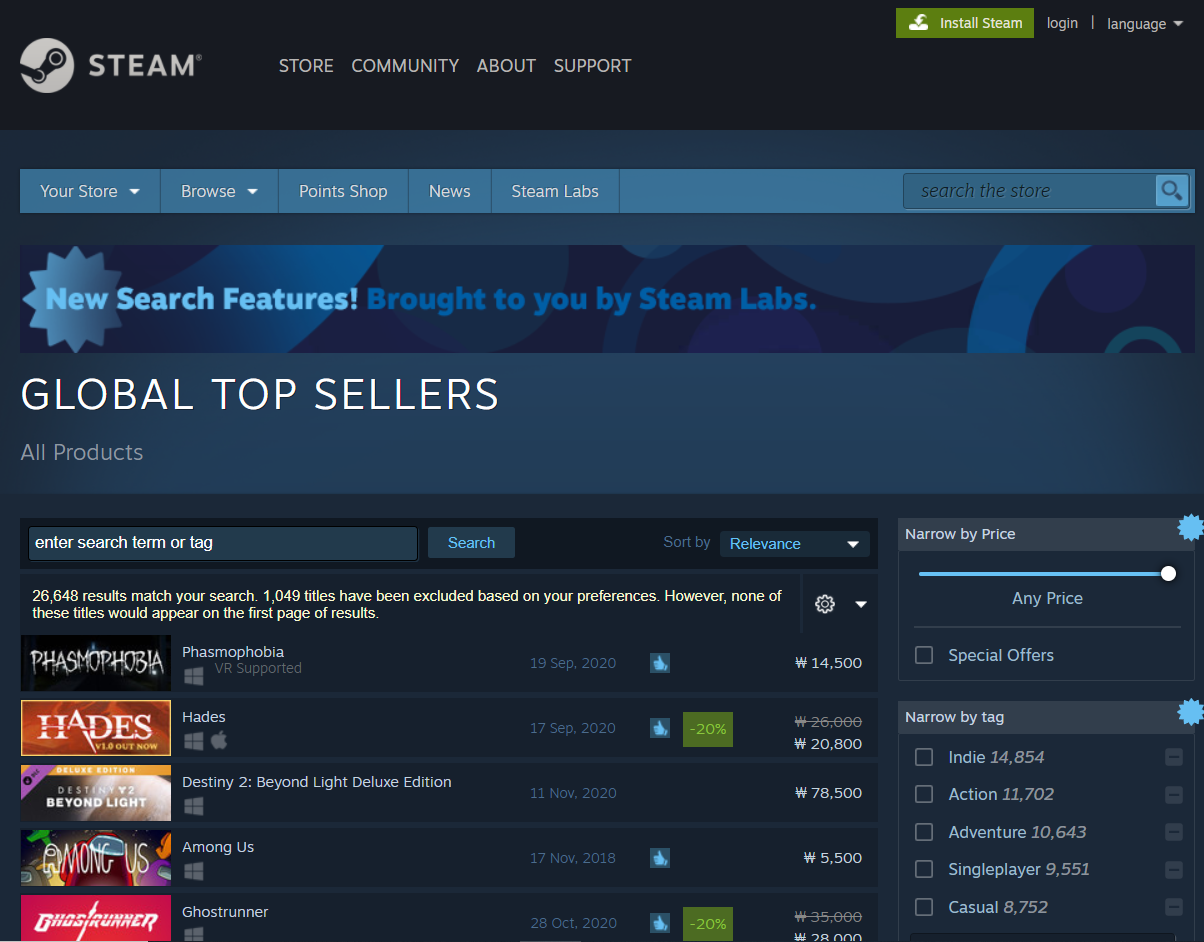 Install Steam login | language
STEAM®
STORE COMMUNITY ABOUT SUPPORT
Your Store Browse Points Shop News Steam Labs search the store
New Search Features! Brought to you by Steam Labs.
GLOBAL TOP SELLERS
All Products
enter search term or tag Search Sort by Relevance
26,648 results match your search. 1,049 titles have been excluded based on your preferences. However, none of
these titles would appear on the first page of results.
PHASMOPHOBIA
Phasmophobia
VR Supported
19 Sep, 2020
₩ 14,500
HADES
V1.0 OUT NOW
Hades
17 Sep, 2020
-20%
₩ 26,000
₩ 20,800
DELUXE EDITION
DESTINY 2
BEYOND LIGHT
Destiny 2: Beyond Light Deluxe Edition
11 Nov, 2020
₩ 78,500
AMONG US
Among Us
17 Nov, 2018
₩ 5,500
GHOSTRUNNER
Ghostrunner
28 Oct, 2020
-20%
₩ 35,000
₩ 28,000
Narrow by Price
Any Price
Special Offers
Narrow by tag
Indie 14,854
Action 11,702
Adventure 10,643
Singleplayer 9,551
Casual 8,752